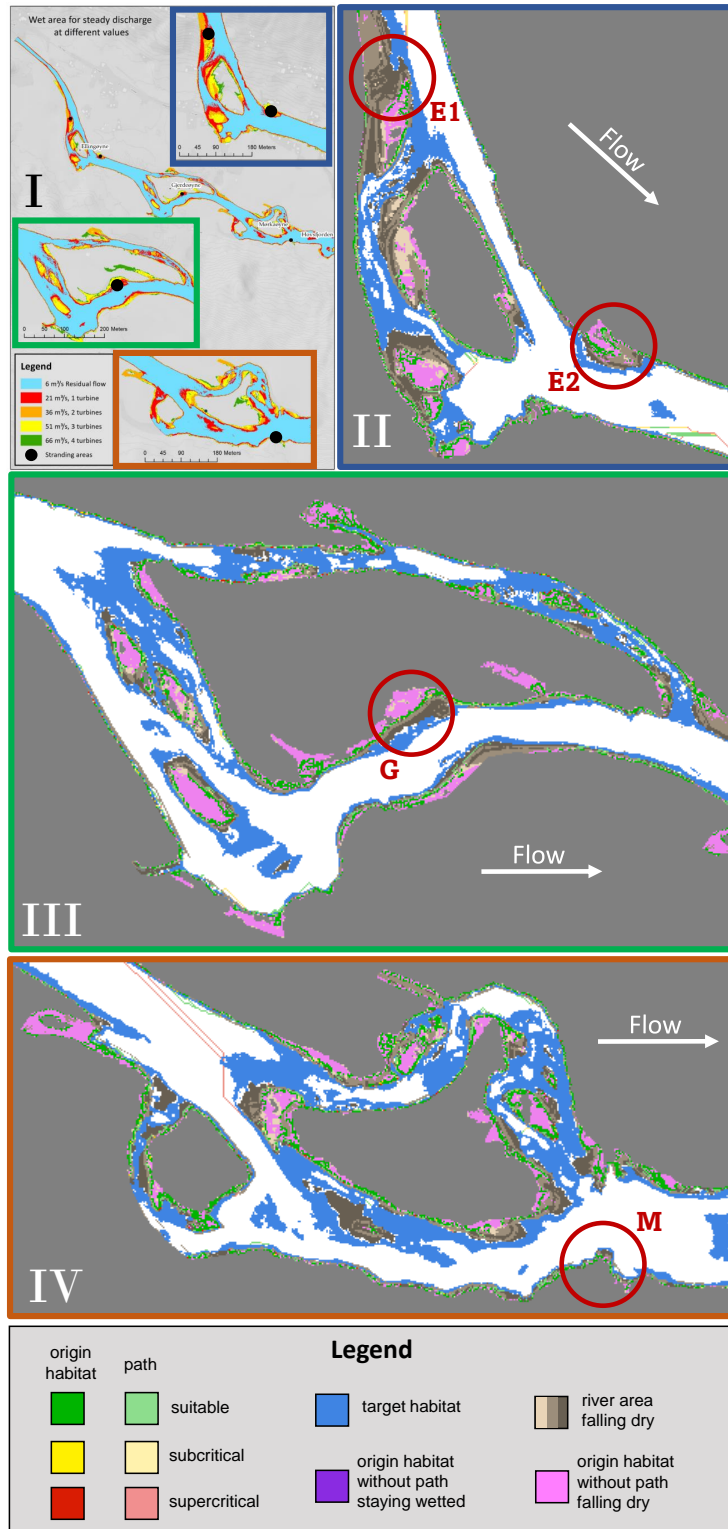 Wet area for steady discharge
at different values
I
Ellingøyne
Gjerdsøyne
Mørkaøyne
Høyefjorden
0 45 90 180 Meters
0 50 100 200 Meters
0 45 90 180 Meters
Legend
6 m³/s Residual flow
21 m³/s, 1 turbine
36 m³/s, 2 turbines
51 m³/s, 3 turbines
66 m³/s, 4 turbines
Stranding areas
E1
Flow
E2
II
G
Flow
III
Flow
M
IV
Legend
origin
habitat
path
suitable
subcritical
supercritical
target habitat
origin habitat
without path
staying wetted
river area
falling dry
origin habitat
without path
falling dry